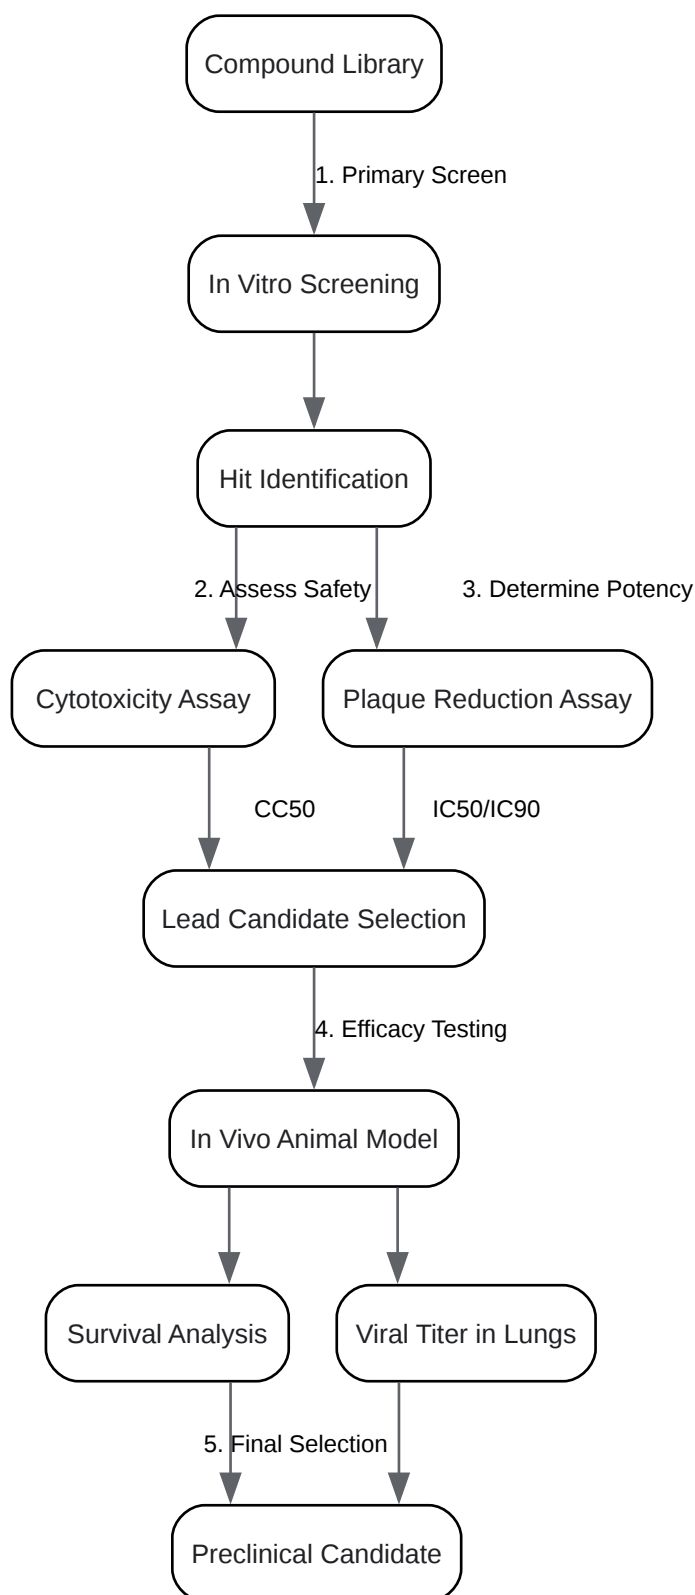 Compound Library
1. Primary Screen
In Vitro Screening
Hit Identification
2. Assess Safety
3. Determine Potency
Cytotoxicity Assay
Plaque Reduction Assay
CC50
IC50/IC90
Lead Candidate Selection
4. Efficacy Testing
In Vivo Animal Model
Survival Analysis
Viral Titer in Lungs
5. Final Selection
Preclinical Candidate